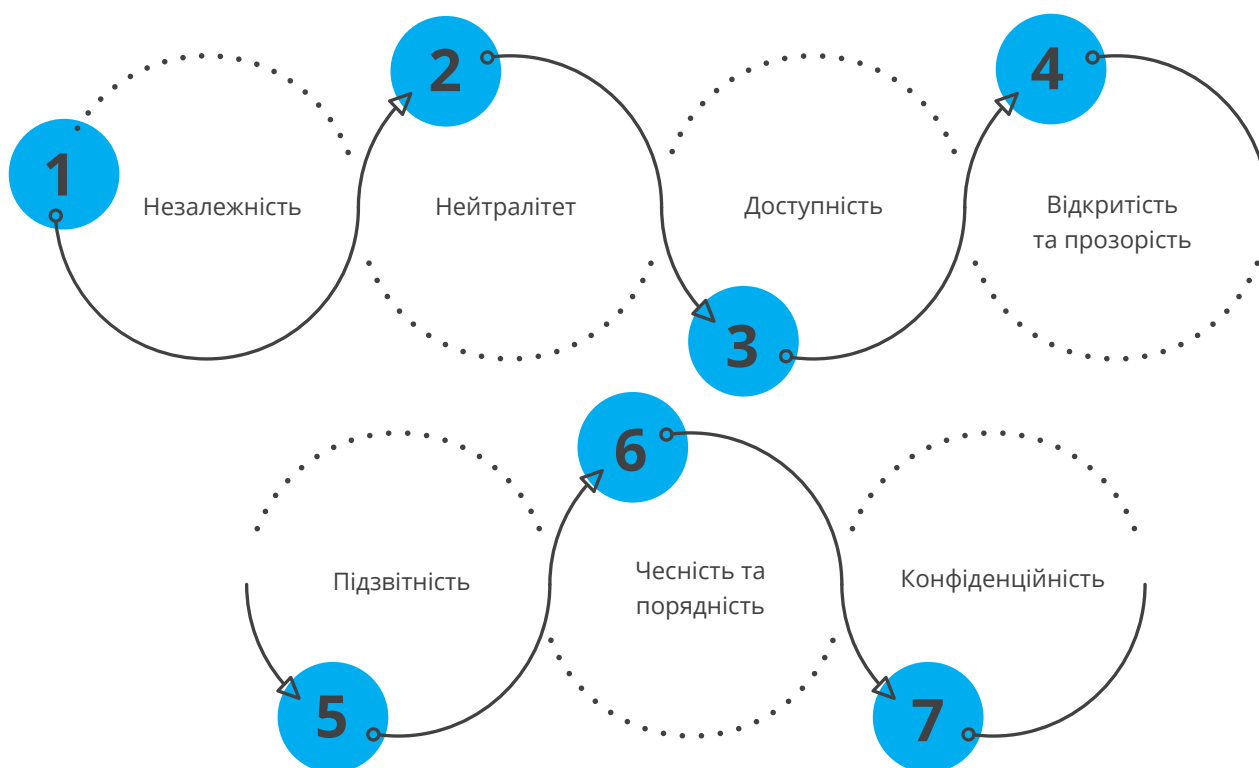 1
Незалежність
2
Нейтралітет
3
Доступність
4
Відкритість
та прозорість
5
Підзвітність
6
Чесність та
порядність
7
Конфіденційність